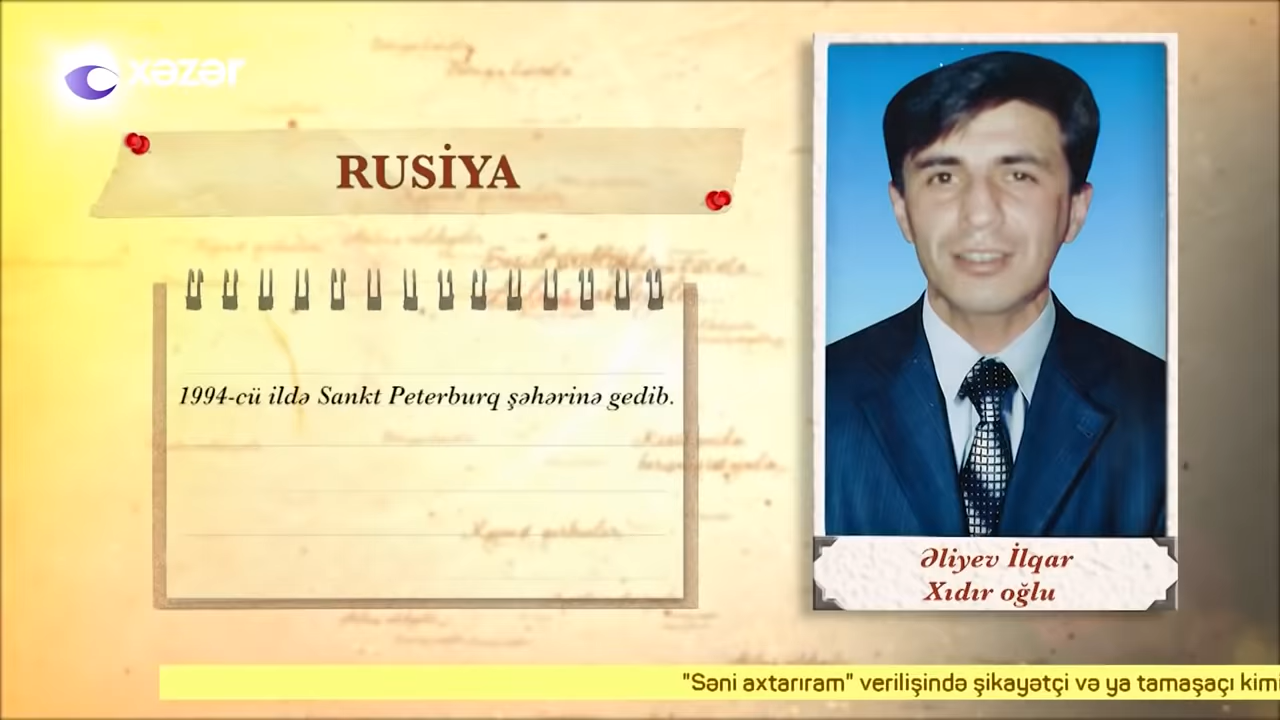 xəzər
RUSİYA
1994-cü ildə Sankt Peterburq şəhərinə gedib.
Əliyev İlqar
Xıdır oğlu
"Səni axtarıram" verilişində şikayətçi və ya tamaşaçı kimi